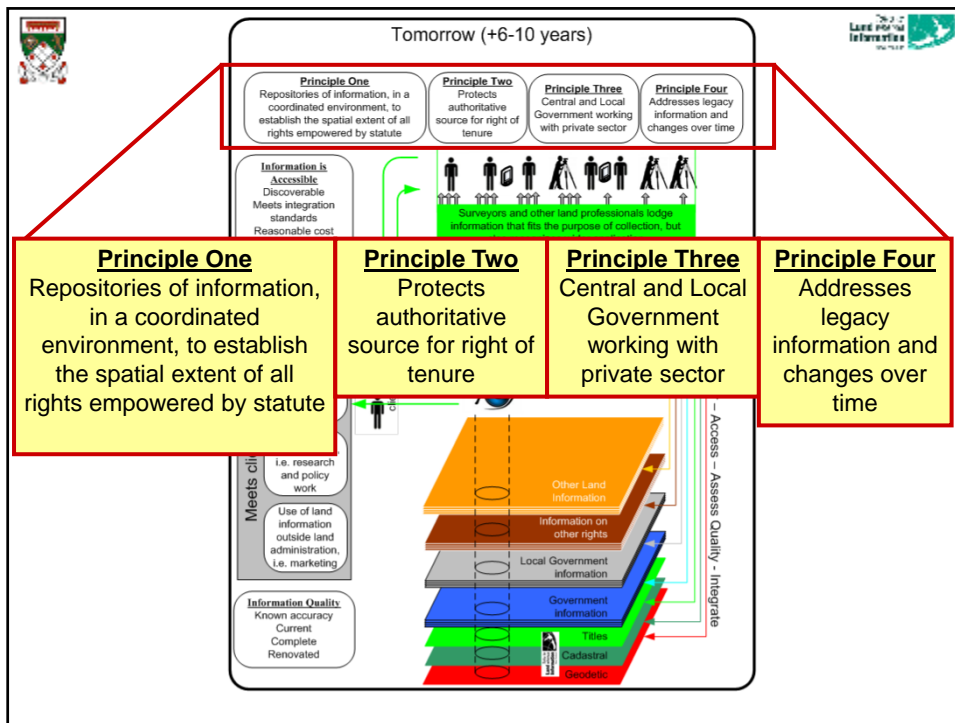 Tomorrow (+6-10 years)
Land
Information
Principle One
Repositories of information, in a
coordinated environment, to
establish the spatial extent of all
rights empowered by statute
Principle Two
Protects
authoritative
source for right of
tenure
Principle Three
Central and Local
Government working
with private sector
Principle Four
Addresses legacy
information and
changes over time
Information is
Accessible
Discoverable
Meets integration
standards
Reasonable cost
Surveyors and other land professionals lodge
information that fits the purpose of collection, but
Principle One
Repositories of information,
in a coordinated
environment, to establish
the spatial extent of all
rights empowered by statute
Principle Two
Protects
authoritative
source for right of
tenure
Principle Three
Central and Local
Government
working with
private sector
Principle Four
Addresses
legacy
information and
changes over
time
Meets clie
i.e. research
and policy
work
Use of land
information
outside land
administration,
i.e. marketing
Information Quality
Known accuracy
Current
Complete
Renovated
Other Land
Information
Information on
other rights
Local Government
information
Government
information
Titles
Cadastral
Geodetic
Land
Information
– Access – Assess Quality - Integrate